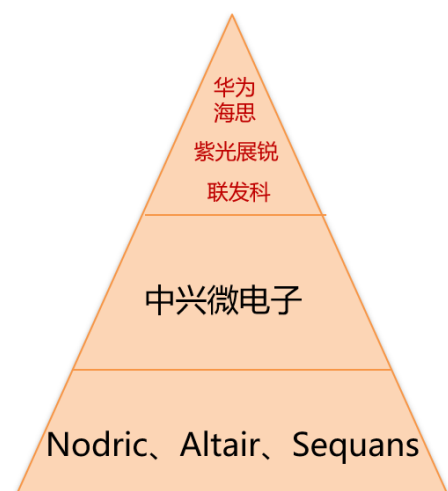 华为
海思
紫光展锐
联发科
中兴微电子
Nodric、Altair、Sequans